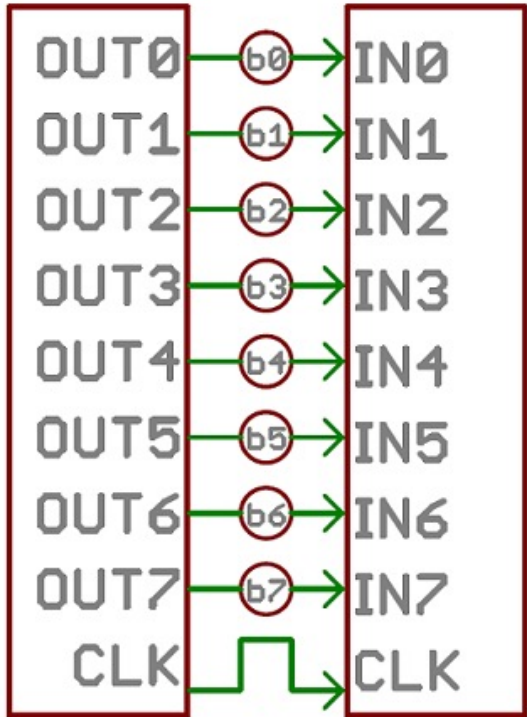 OUT0 b0 IN0
OUT1 b1 IN1
OUT2 b2 IN2
OUT3 b3 IN3
OUT4 b4 IN4
OUT5 b5 IN5
OUT6 b6 IN6
OUT7 b7 IN7
CLK CLK